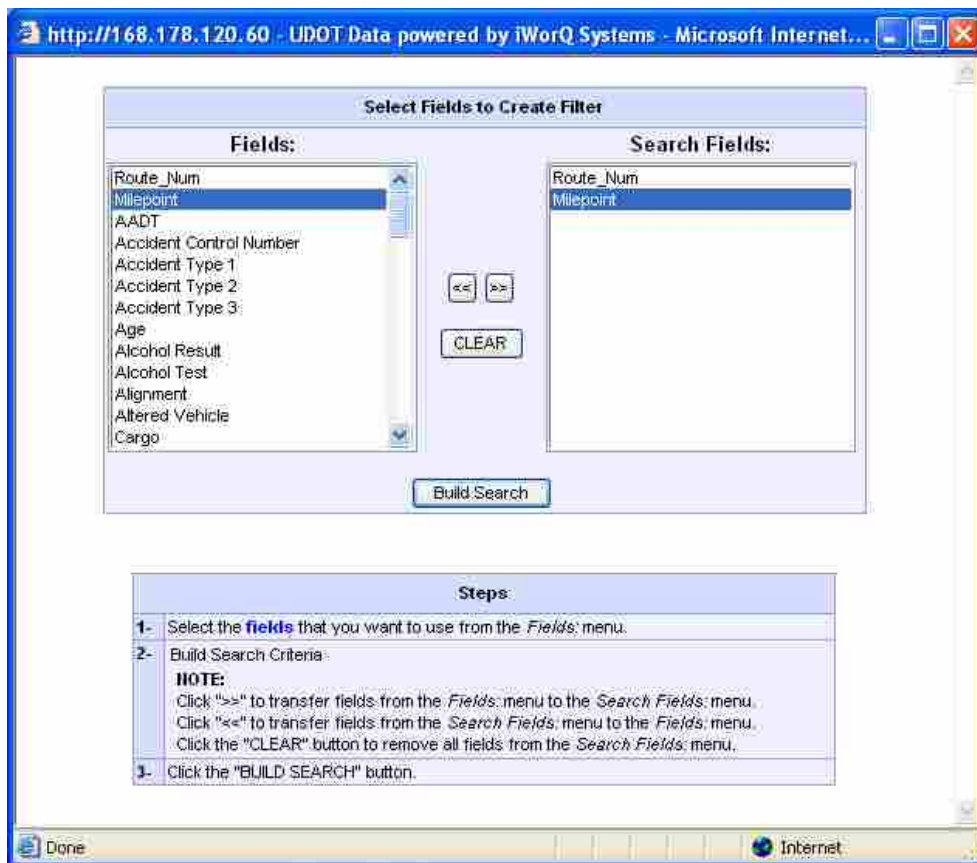 http://168.178.120.60 - UDOT Data powered by iWorQ Systems - Microsoft Internet...
Select Fields to Create Filter
Fields:
Search Fields:
Route_Num
Milepoint
AADT
Accident Control Number
Accident Type 1
Accident Type 2
Accident Type 3
Age
Alcohol Result
Alcohol Test
Alignment
Altered Vehicle
Cargo
<< >>
CLEAR
Route_Num
Milepoint
Build Search
Steps
1- Select the fields that you want to use from the Fields: menu.
2- Build Search Criteria
NOTE:
Click ">>" to transfer fields from the Fields: menu to the Search Fields: menu.
Click "<<" to transfer fields from the Search Fields: menu to the Fields: menu.
Click the "CLEAR" button to remove all fields from the Search Fields: menu.
3- Click the "BUILD SEARCH" button.
Done
Internet